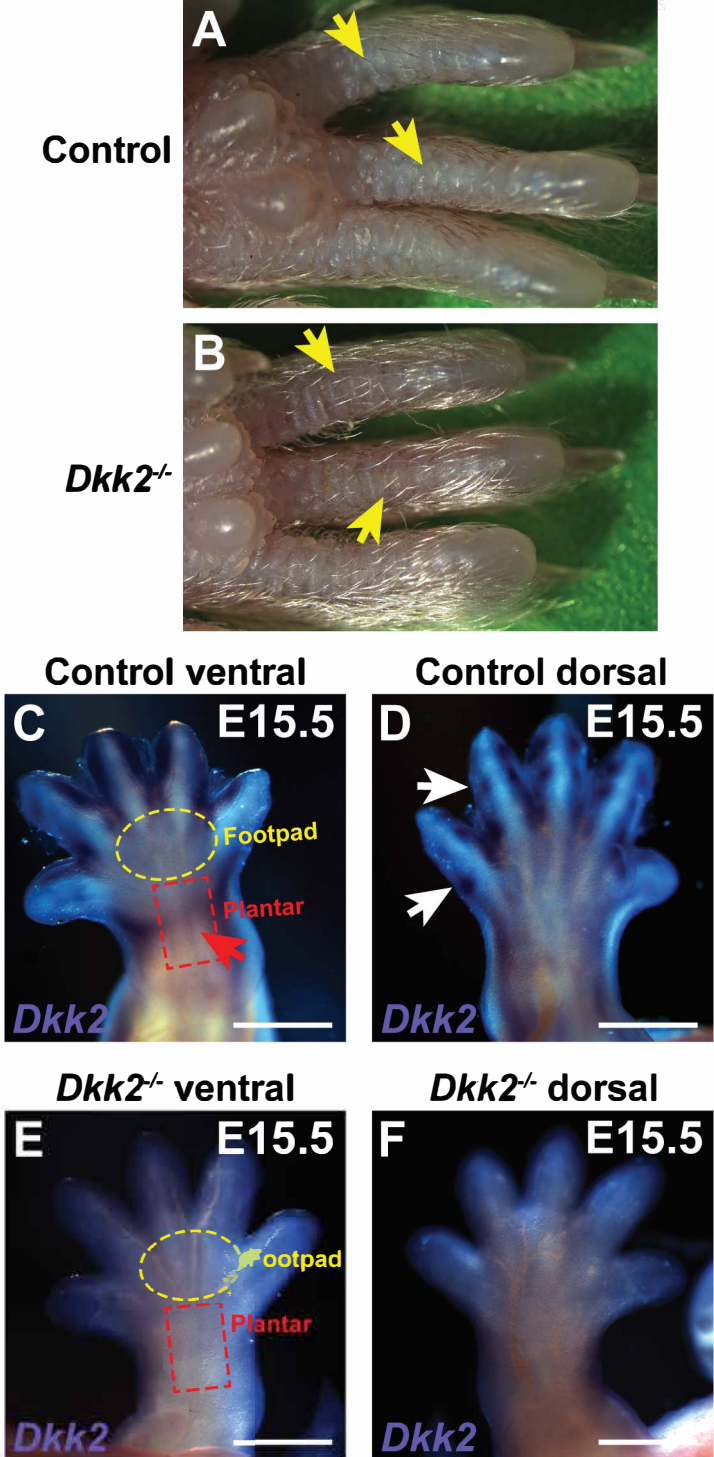 A
Control
B
Dkk2-/-
Control ventral
Control dorsal
C
E15.5
D
E15.5
Footpad
Plantar
Dkk2
Dkk2
Dkk2-/- ventral
Dkk2-/- dorsal
E
E15.5
F
E15.5
ootpad
Plantar
Dkk2
Dkk2